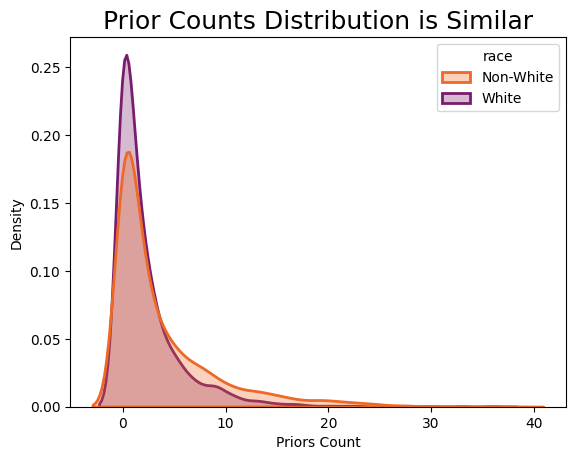 Prior Counts Distribution is Similar
race
Non-White
White
0.25
0.20
0.15
0.10
0.05
0.00
Density
0
10
20
30
40
Priors Count